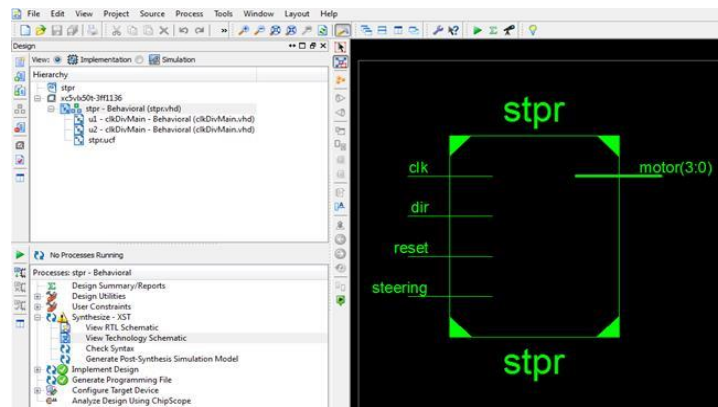 File Edit View Project Source Process Tools Window Layout Help
Design
View: Implementation Simulation
Hierarchy
stpr
xc5vlx50t-3ff1136
stpr - Behavioral (stpr.vhd)
u1 - clkDivMain - Behavioral (clkDivMain.vhd)
u2 - clkDivMain - Behavioral (clkDivMain.vhd)
stpr.ucf
No Processes Running
Processes: stpr - Behavioral
Design Summary/Reports
Design Utilities
User Constraints
Synthesize - XST
View RTL Schematic
View Technology Schematic
Check Syntax
Generate Post-Synthesis Simulation Model
Implement Design
Generate Programming File
Configure Target Device
Analyze Design Using ChipScope
stpr
clk
motor(3:0)
dir
reset
steering
stpr